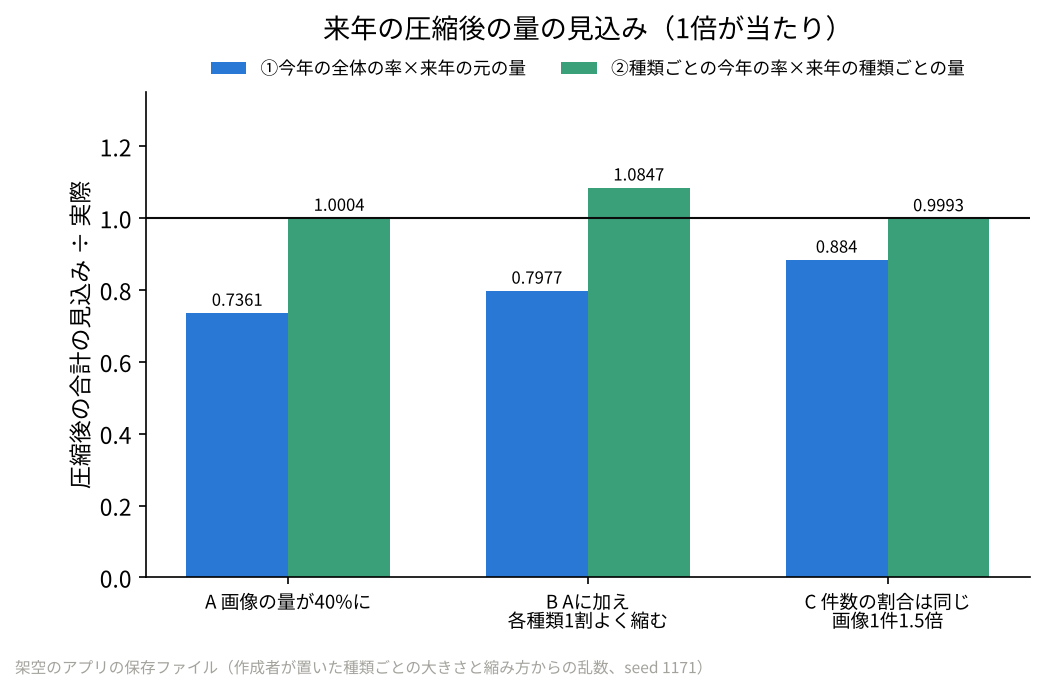 来年の圧縮後の量の見込み（1倍が当たり）
①今年の全体の率×来年の元の量
②種類ごとの今年の率×来年の種類ごとの量
圧縮後の合計の見込み ÷ 実際
1.2
1.0
0.8
0.6
0.4
0.2
0.0
0.7361
1.0004
0.7977
1.0847
0.884
0.9993
A 画像の量が40%に
B Aに加え
各種類1割よく縮む
C 件数の割合は同じ
画像1件1.5倍
架空のアプリの保存ファイル（作成者が置いた種類ごとの大きさと縮み方からの乱数、seed 1171）